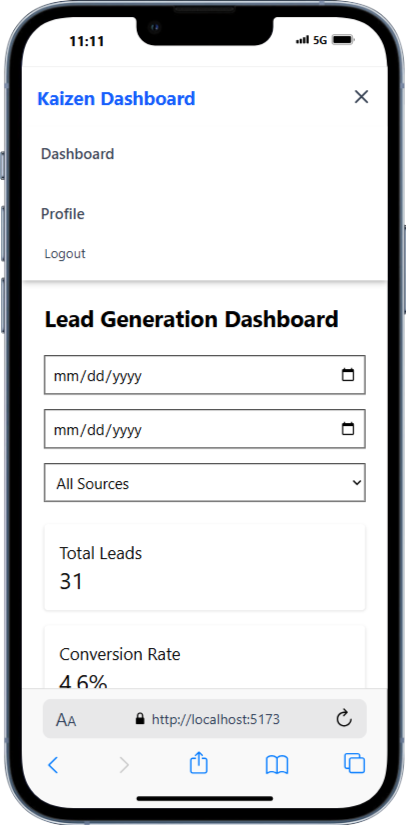 11:11
5G
Kaizen Dashboard
Dashboard
Profile
Logout
Lead Generation Dashboard
mm/dd/yyyy
mm/dd/yyyy
All Sources
Total Leads
31
Conversion Rate
4.6%
AA
http://localhost:5173